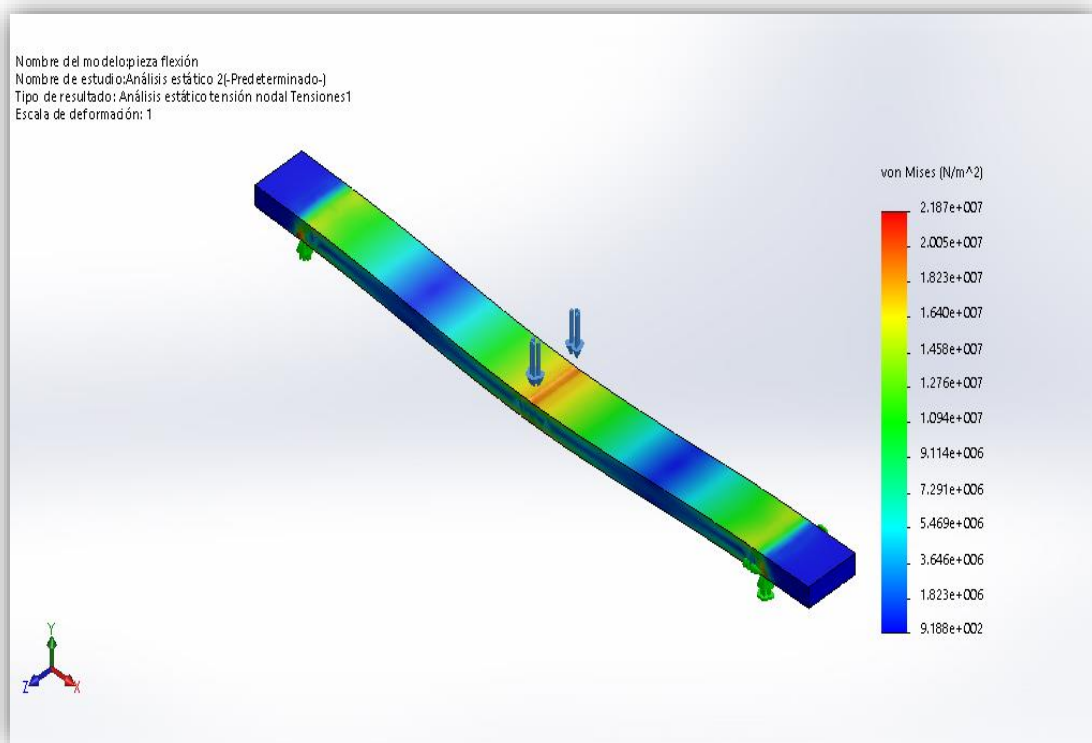 Nombre del modelo:pieza flexión
Nombre de estudio:Análisis estático 2(-Predeterminado-)
Tipo de resultado: Análisis estático tensión nodal Tensiones1
Escala de deformación: 1
von Mises (N/m^2)
2.187e+007
2.005e+007
1.823e+007
1.640e+007
1.458e+007
1.276e+007
1.094e+007
9.114e+006
7.291e+006
5.469e+006
3.646e+006
1.823e+006
9.188e+002
Y
Z
X